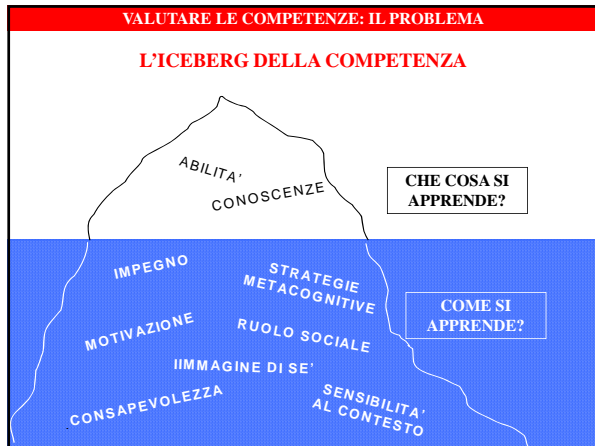 VALUTARE LE COMPETENZE: IL PROBLEMA
L'ICEBERG DELLA COMPETENZA
ABILITA'
CONOSCENZE
CHE COSA SI
APPRENDE?
IMPEGNO
STRATEGIE
METACOGNITIVE
COME SI
APPRENDE?
MOTIVAZIONE
RUOLO SOCIALE
IIMMAGINE DI SE'
CONSAPEVOLEZZA
SENSIBILITA'
AL CONTESTO